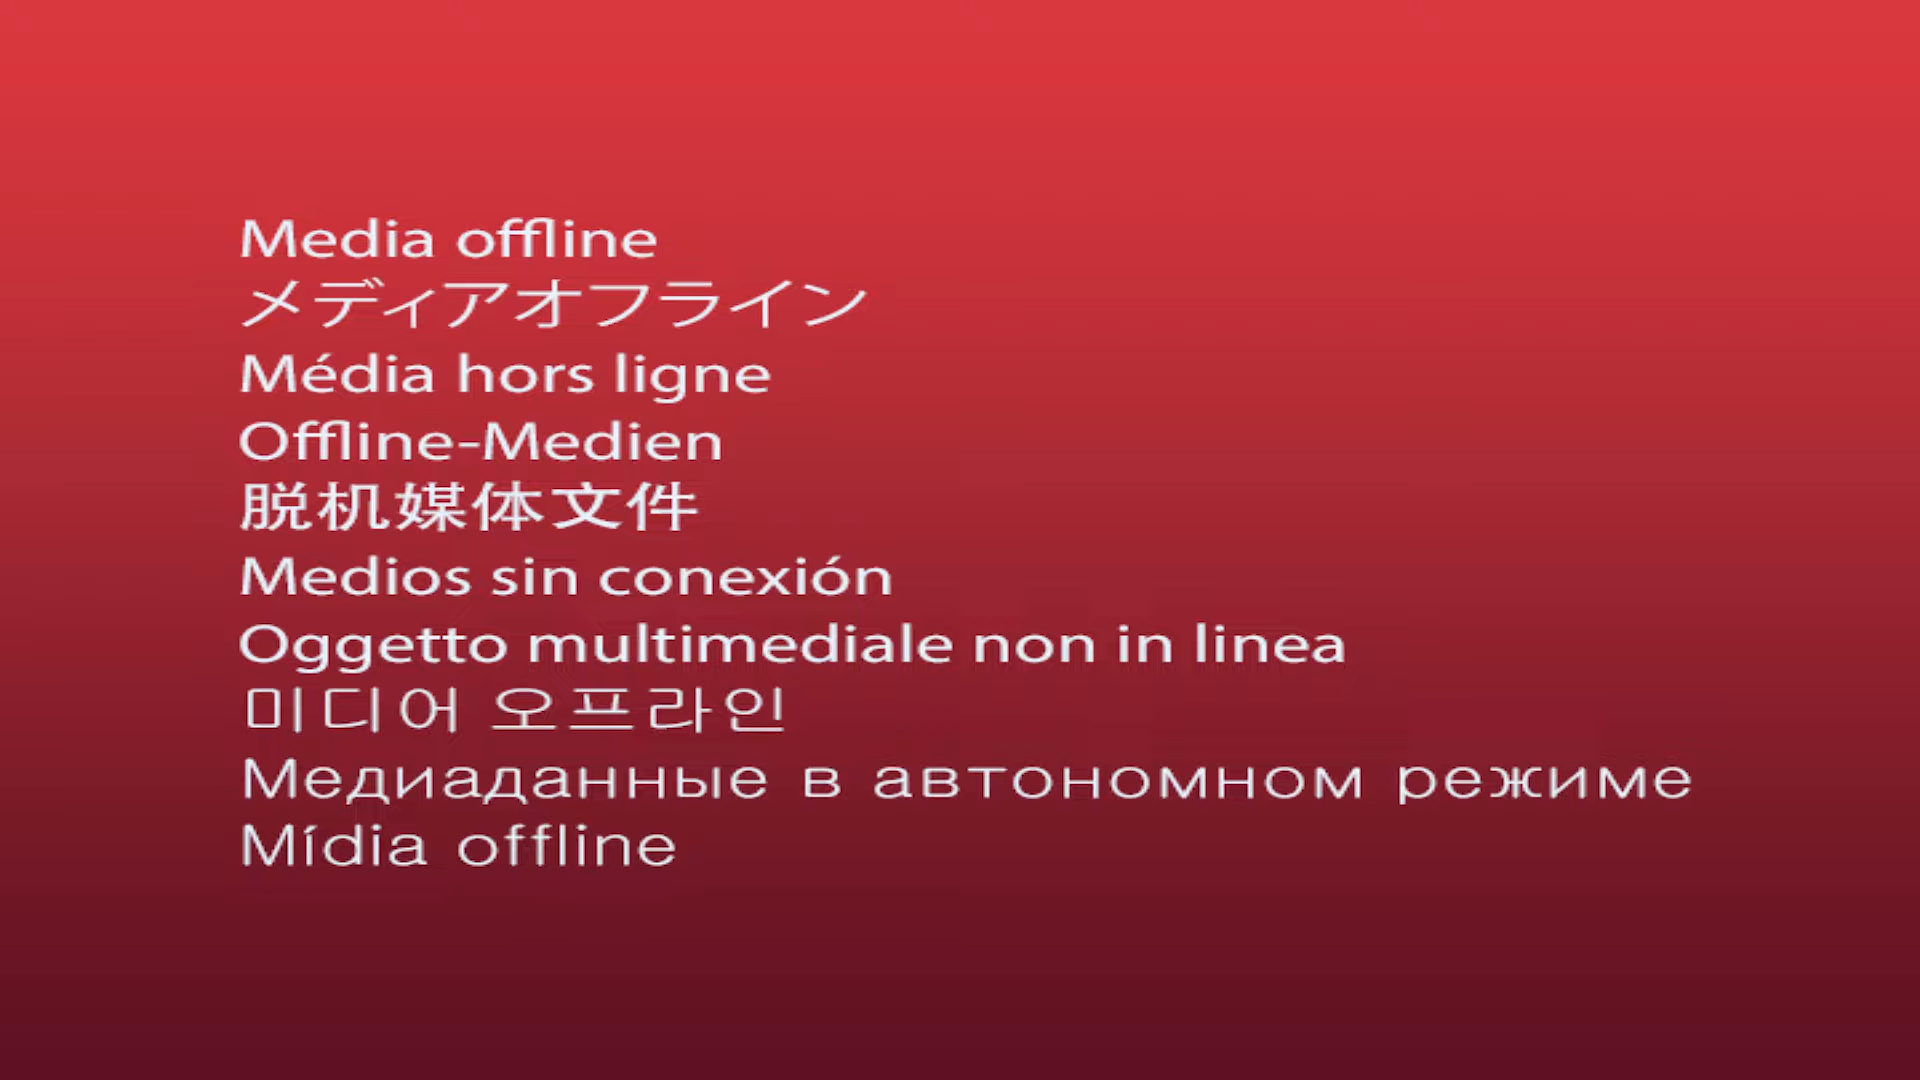 Media offline
メディアオフライン
Média hors ligne
Offline-Medien
脱机媒体文件
Medios sin conexión
Oggetto multimediale non in linea
미디어 오프라인
Медиаданные в автономном режиме
Mídia offline